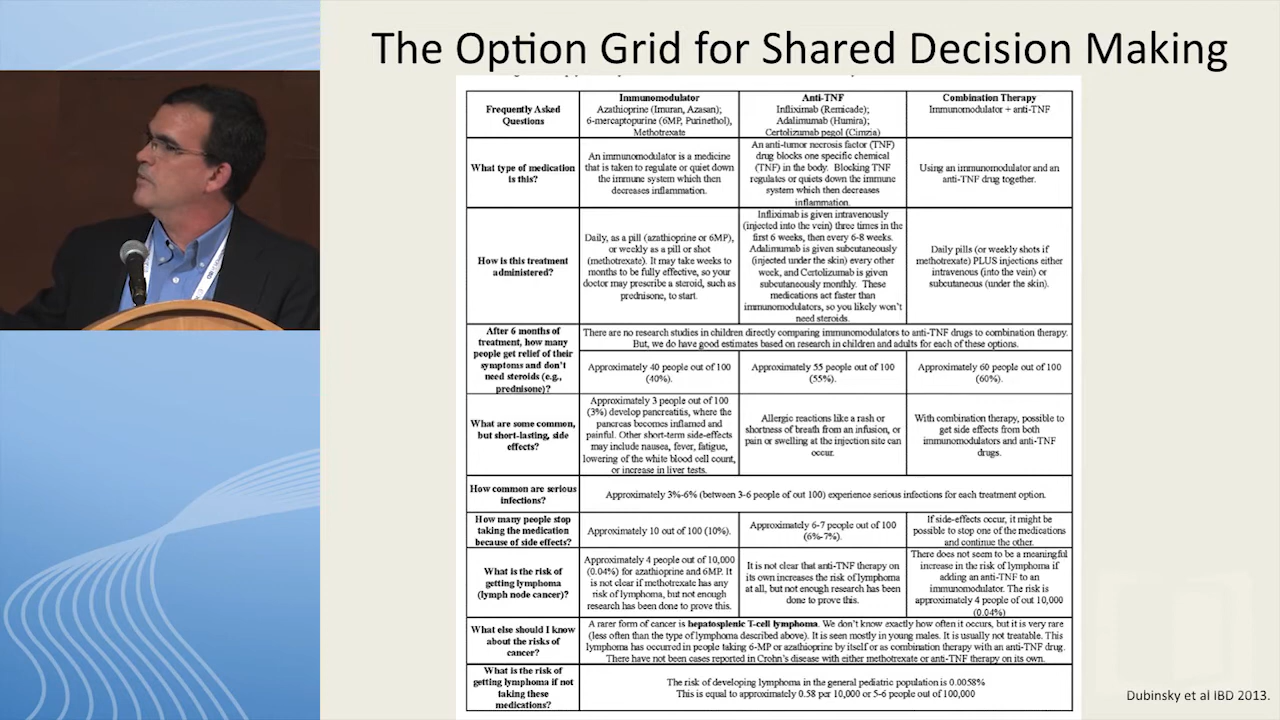 The Option Grid for Shared Decision Making
Frequently Asked
Questions
Immunomodulator
Azathioprine (Imuran, Azasan);
6-mercaptopurine (6MP, Purinethol),
Methotrexate
Anti-TNF
Infliximab (Remicade);
Adalimumab (Humira);
Certolizumab pegol (Cimzia)
Combination Therapy
Immunomodulator + anti-TNF
What type of medication
is this?
An immunomodulator is a medicine
that is taken to regulate or quiet down
the immune system which then
decreases inflammation.
An anti-tumor necrosis factor (TNF)
drug blocks one specific chemical
(TNF) in the body. Blocking TNF
regulates or quiets down the immune
system which then decreases
inflammation.
Using an immunomodulator and an
anti-TNF drug together.
How is this treatment
administered?
Daily, as a pill (azathioprine or 6MP),
or weekly as a pill or shot
(methotrexate). It may take weeks to
months to be fully effective, so your
doctor may prescribe a steroid, such as
prednisone, to start.
Infliximab is given intravenously
(injected into the vein) three times in the
first 6 weeks, then every 6-8 weeks.
Adalimumab is given subcutaneously
(injected under the skin) every other
week, and Certolizumab is given
subcutaneously monthly. These
medications act faster than
immunomodulators, so you likely won't
need steroids.
Daily pills (or weekly shots if
methotrexate) PLUS injections either
intravenous (into the vein) or
subcutaneous (under the skin).
After 6 months of
treatment, how many
people get relief of their
symptoms and don't
need steroids (e.g.,
prednisone)?
There are no research studies in children directly comparing immunomodulators to anti-TNF drugs to combination therapy.
But, we do have good estimates based on research in children and adults for each of these options.
Approximately 40 people out of 100
(40%).
Approximately 55 people out of 100
(55%).
Approximately 60 people out of 100
(60%).
What are some common,
but short-lasting, side
effects?
Approximately 3 people out of 100
(3%) develop pancreatitis, where the
pancreas becomes inflamed and
painful. Other short-term side-effects
may include nausea, fever, fatigue,
lowering of the white blood cell count,
or increase in liver tests.
Allergic reactions like a rash or
shortness of breath from an infusion, or
pain or swelling at the injection site can
occur.
With combination therapy, possible to
get side effects from both
immunomodulators and anti-TNF
drugs.
How common are serious
infections?
Approximately 3%-6% (between 3-6 people of out 100) experience serious infections for each treatment option.
How many people stop
taking the medication
because of side effects?
Approximately 10 out of 100 (10%).
Approximately 6-7 people out of 100
(6%-7%).
If side-effects occur, it might be
possible to stop one of the medications
and continue the other.
What is the risk of
getting lymphoma
(lymph node cancer)?
Approximately 4 people out of 10,000
(0.04%) for azathioprine and 6MP. It
is not clear if methotrexate has any
risk of lymphoma, but not enough
research has been done to prove this.
It is not clear that anti-TNF therapy on
its own increases the risk of lymphoma
at all, but not enough research has been
done to prove this.
There does not seem to be a meaningful
increase in the risk of lymphoma if
adding an anti-TNF to an
immunomodulator. The risk is
approximately 4 people of out 10,000
(0.04%)
What else should I know
about the risks of
cancer?
A rarer form of cancer is hepatosplenic T-cell lymphoma. We don't know exactly how often it occurs, but it is very rare
(less often than the type of lymphoma described above). It is seen mostly in young males. It is usually not treatable. This
lymphoma has occurred in people taking 6-MP or azathioprine by itself or as combination therapy with an anti-TNF drug.
There have not been cases reported in Crohn's disease with either methotrexate or anti-TNF therapy on its own.
What is the risk of
getting lymphoma if not
taking these
medications?
The risk of developing lymphoma in the general pediatric population is 0.0058%
This is equal to approximately 0.58 per 10,000 or 5-6 people out of 100,000
Dubinsky et al IBD 2013.